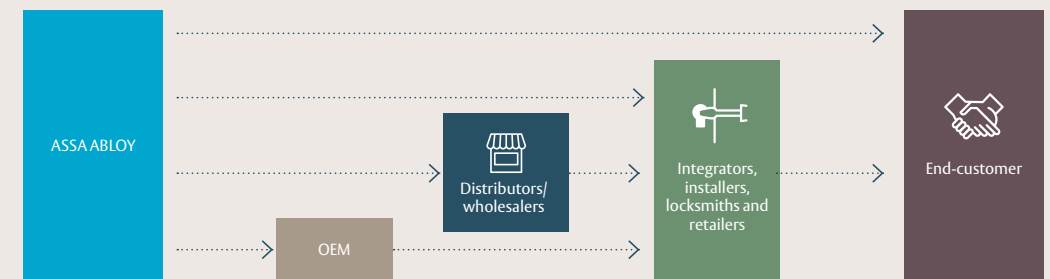 ASSA ABLOY
OEM
Distributors/
wholesalers
Integrators,
installers,
locksmiths and
retailers
End-customer